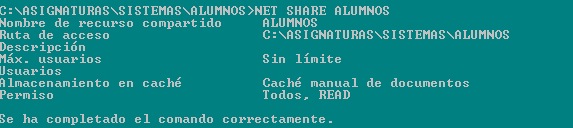 C:\ASIGNATURAS\SISTEMAS\ALUMNOS>NET SHARE ALUMNOS
Nombre de recurso compartido ALUMNOS
Ruta de acceso C:\ASIGNATURAS\SISTEMAS\ALUMNOS
Descripción
Máx. usuarios Sin límite
Usuarios
Almacenamiento en caché Caché manual de documentos
Permiso Todos, READ
Se ha completado el comando correctamente.